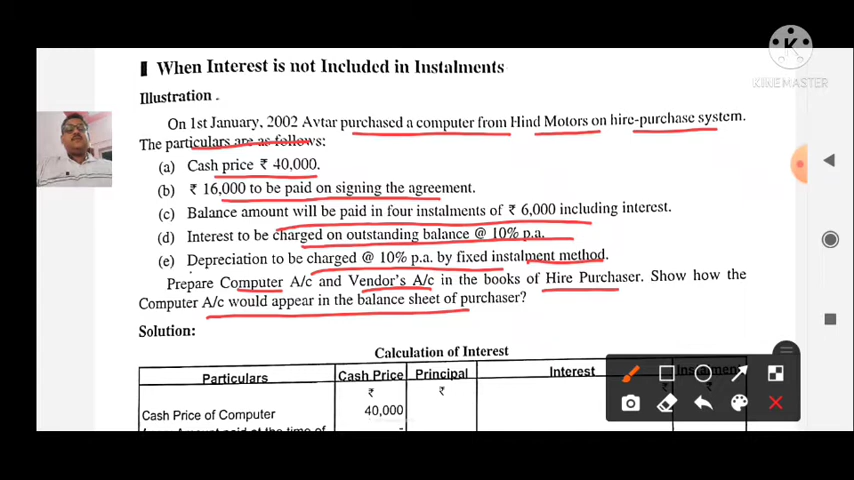 K
KINEMASTER
When Interest is not Included in Instalments
Illustration .
On 1st January, 2002 Avtar purchased a computer from Hind Motors on hire-purchase system.
The particulars are as follows:
(a) Cash price ₹ 40,000.
(b) ₹ 16,000 to be paid on signing the agreement.
(c) Balance amount will be paid in four instalments of ₹ 6,000 including interest.
(d) Interest to be charged on outstanding balance @ 10% p.a.
(e) Depreciation to be charged @ 10% p.a. by fixed instalment method.
Prepare Computer A/c and Vendor's A/c in the books of Hire Purchaser. Show how the
Computer A/c would appear in the balance sheet of purchaser?
Solution:
Calculation of Interest
Particulars Cash Price Principal Interest Instalment
₹ ₹ ₹ ₹
Cash Price of Computer 40,000